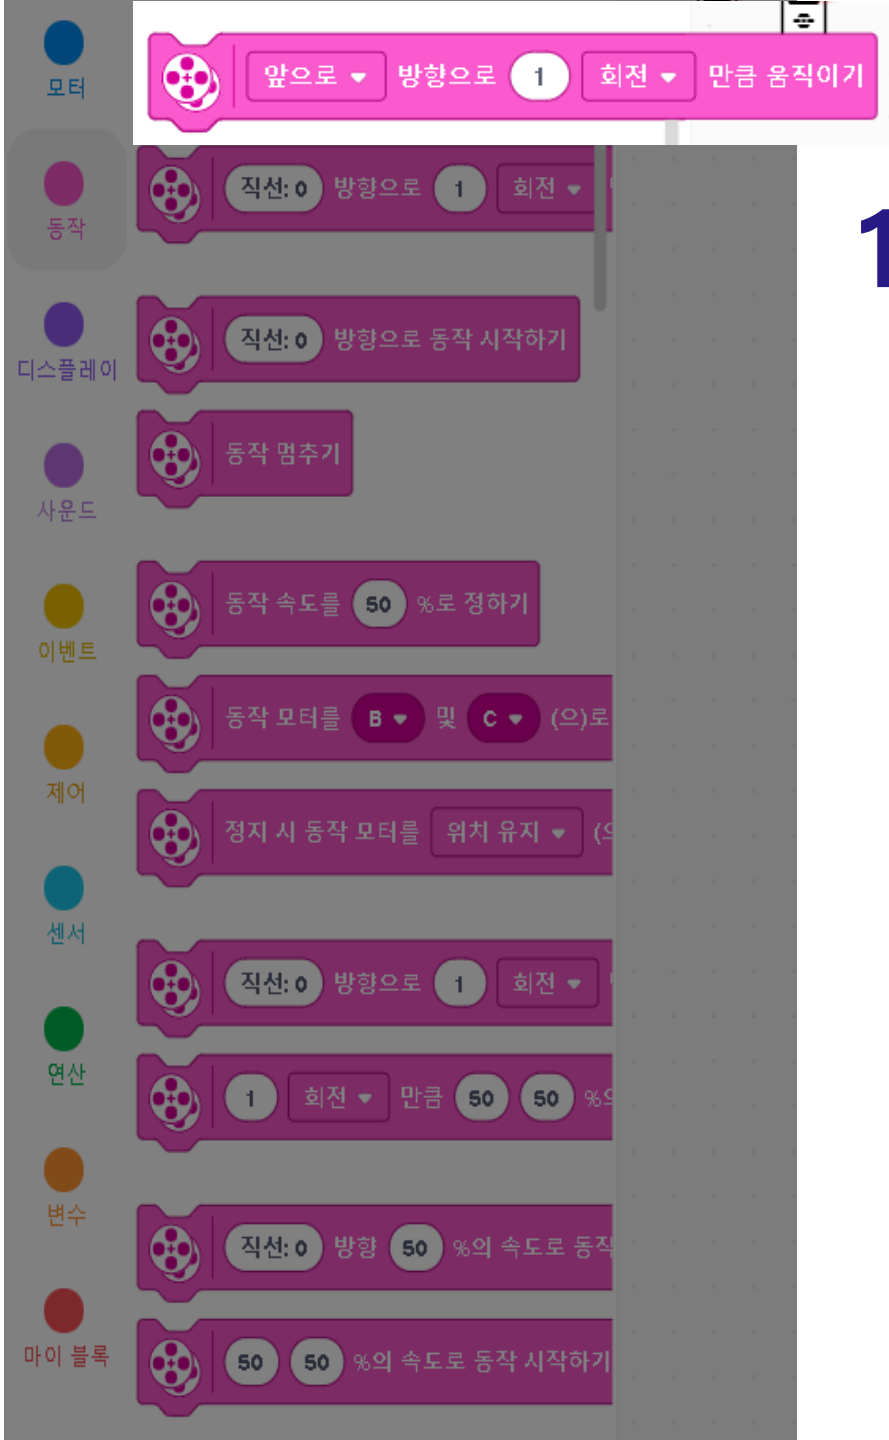 모터
앞으로 방향으로 1 회전 만큼 움직이기
동작
직선: 0 방향으로 1 회전
1
디스플레이
직선: 0 방향으로 동작 시작하기
사운드
동작 멈추기
이벤트
동작 속도를 50 %로 정하기
제어
동작 모터를 B 및 C (으)로
정지 시 동작 모터를 위치 유지
센서
직선: 0 방향으로 1 회전
연산
1 회전 만큼 50 50 %의
변수
직선: 0 방향 50 %의 속도로 동작
마이 블록
50 50 %의 속도로 동작 시작하기